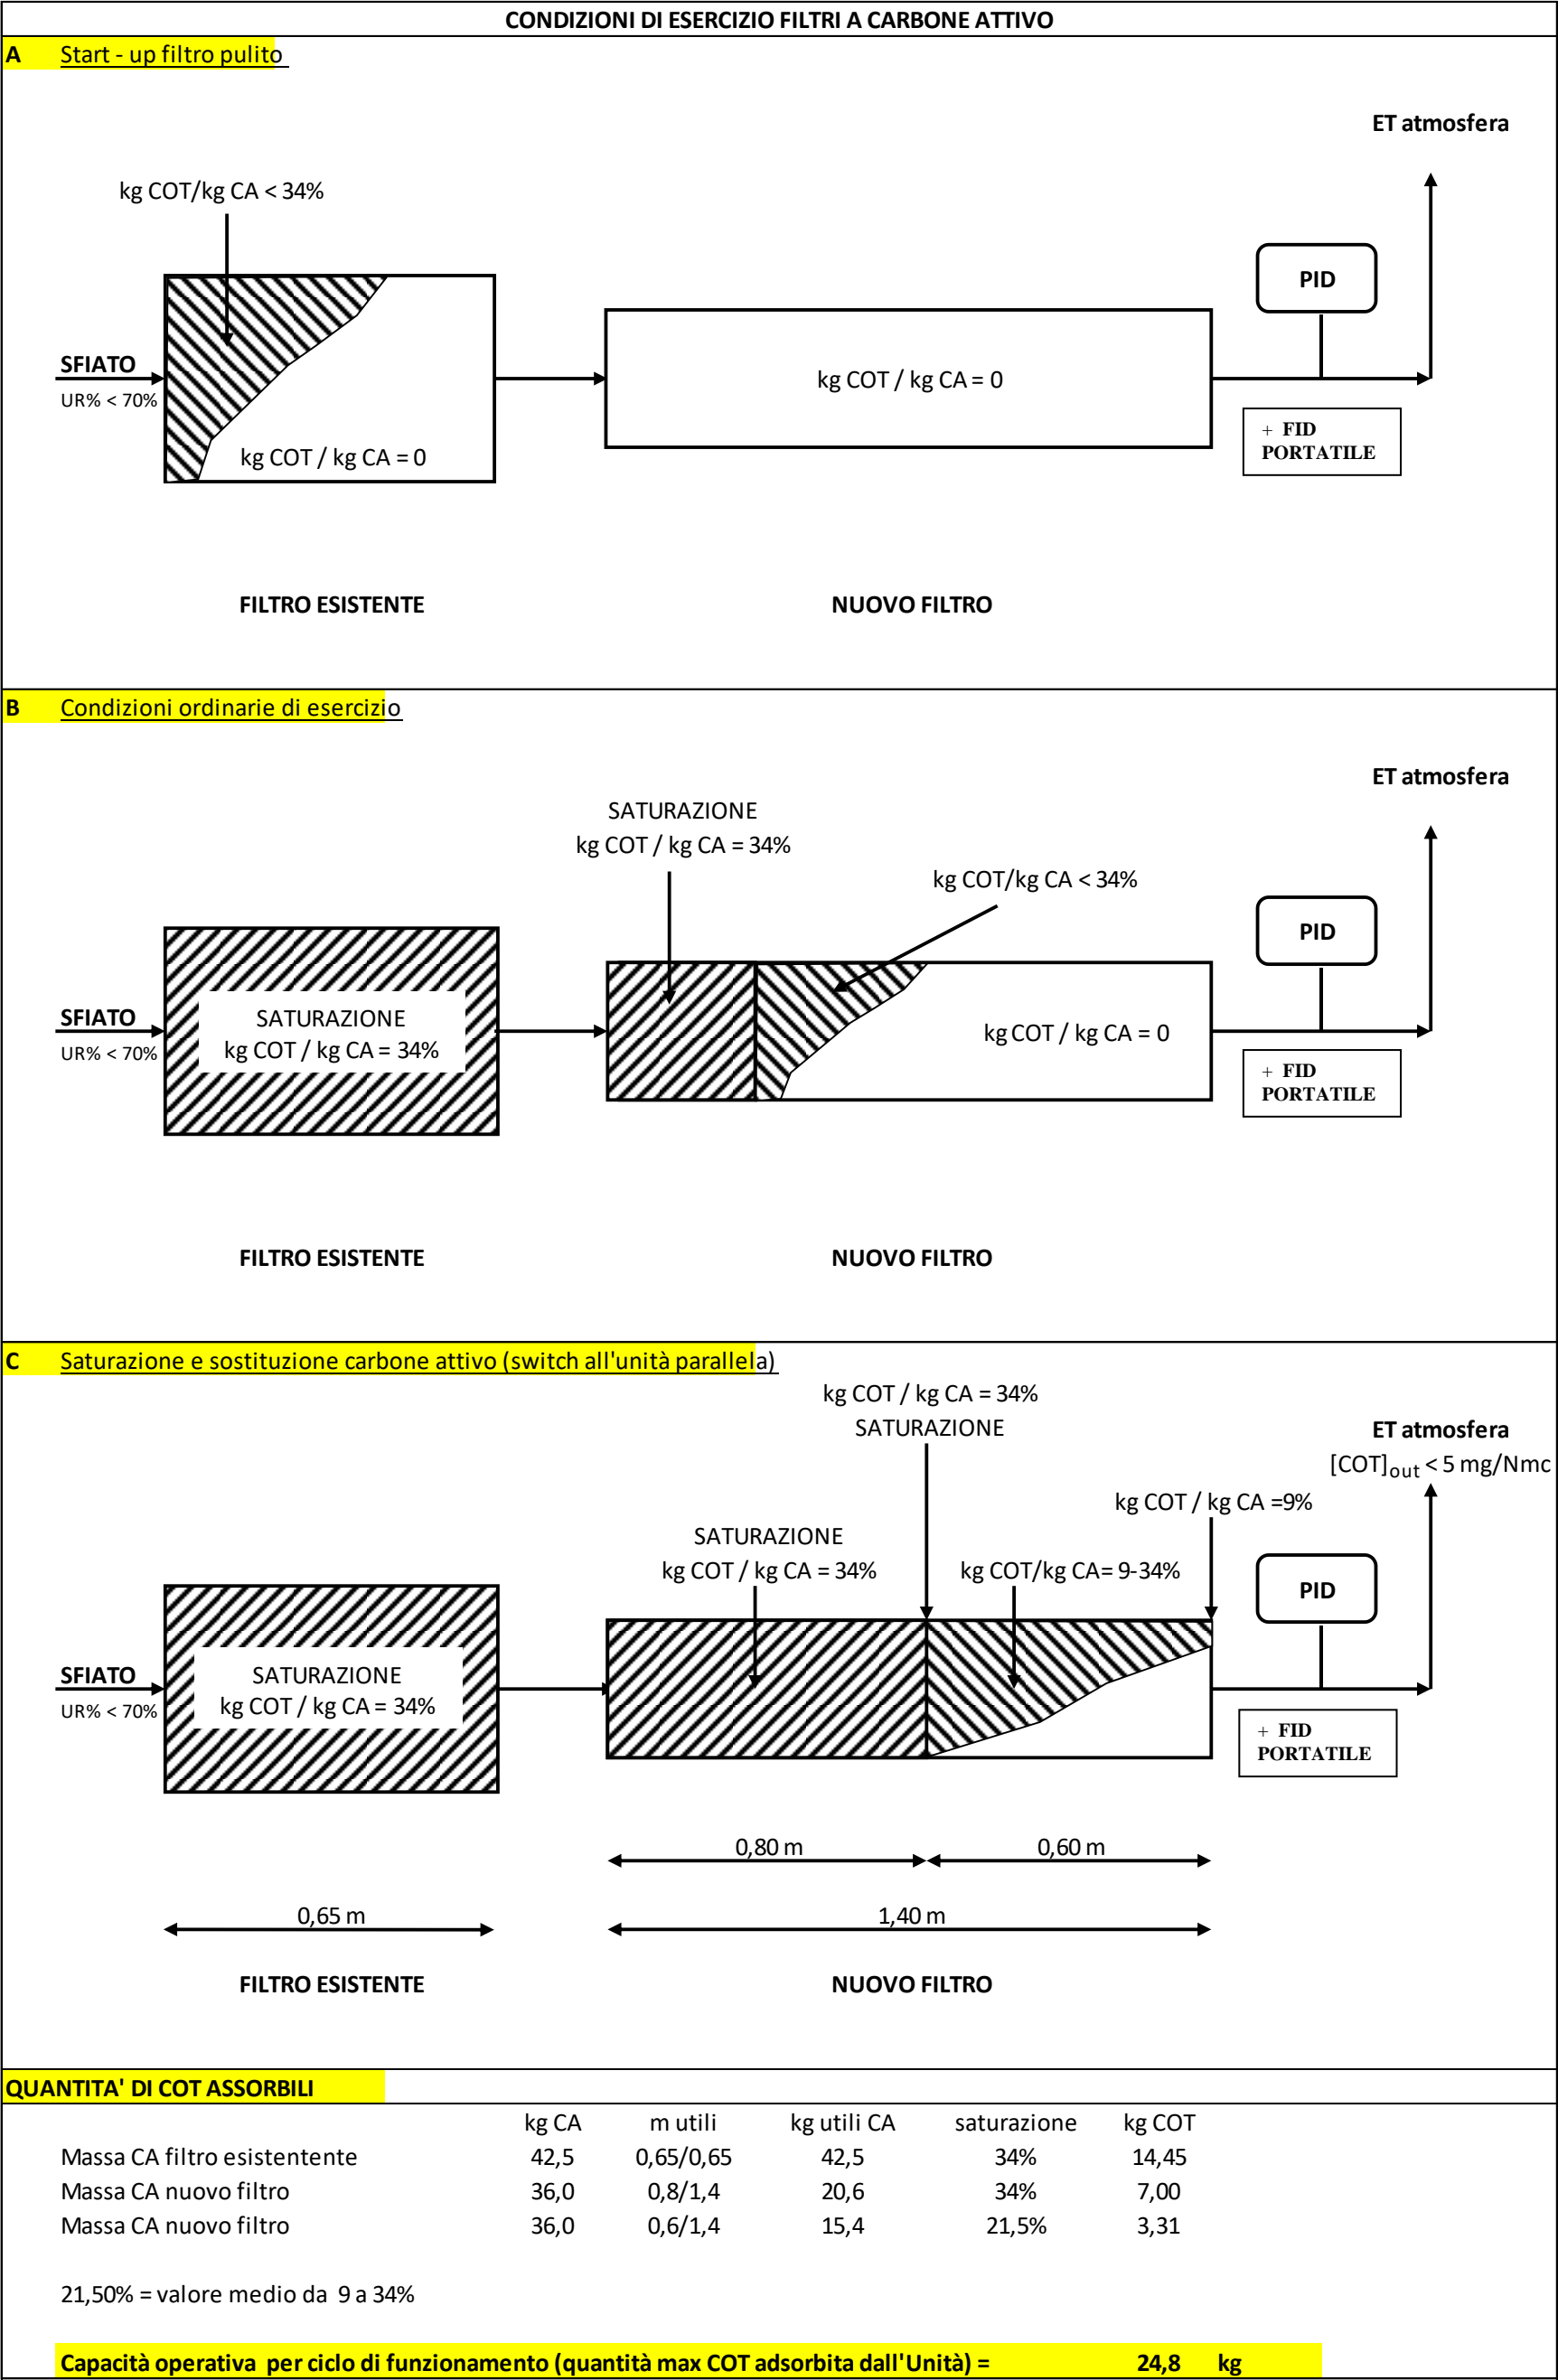 CONDIZIONI DI ESERCIZIO FILTRI A CARBONE ATTIVO
A Start - up filtro pulito
ET atmosfera
kg COT/kg CA < 34%
PID
SFIATO
UR% < 70%
kg COT / kg CA = 0
kg COT / kg CA = 0
+ FID
PORTATILE
FILTRO ESISTENTE NUOVO FILTRO
B Condizioni ordinarie di esercizio
ET atmosfera
SATURAZIONE
kg COT / kg CA = 34%
kg COT/kg CA < 34%
PID
SFIATO
UR% < 70%
SATURAZIONE
kg COT / kg CA = 34%
kg COT / kg CA = 0
+ FID
PORTATILE
FILTRO ESISTENTE NUOVO FILTRO
C Saturazione e sostituzione carbone attivo (switch all'unità parallela)
kg COT / kg CA = 34%
SATURAZIONE
ET atmosfera
[COT]out < 5 mg/Nmc
kg COT / kg CA =9%
SATURAZIONE
kg COT / kg CA = 34%
kg COT/kg CA= 9-34%
PID
SFIATO
UR% < 70%
SATURAZIONE
kg COT / kg CA = 34%
+ FID
PORTATILE
0,80 m 0,60 m
0,65 m 1,40 m
FILTRO ESISTENTE NUOVO FILTRO
QUANTITA' DI COT ASSORBILI
kg CA m utili kg utili CA saturazione kg COT
Massa CA filtro esistentente 42,5 0,65/0,65 42,5 34% 14,45
Massa CA nuovo filtro 36,0 0,8/1,4 20,6 34% 7,00
Massa CA nuovo filtro 36,0 0,6/1,4 15,4 21,5% 3,31
21,50% = valore medio da 9 a 34%
Capacità operativa per ciclo di funzionamento (quantità max COT adsorbita dall'Unità) = 24,8 kg